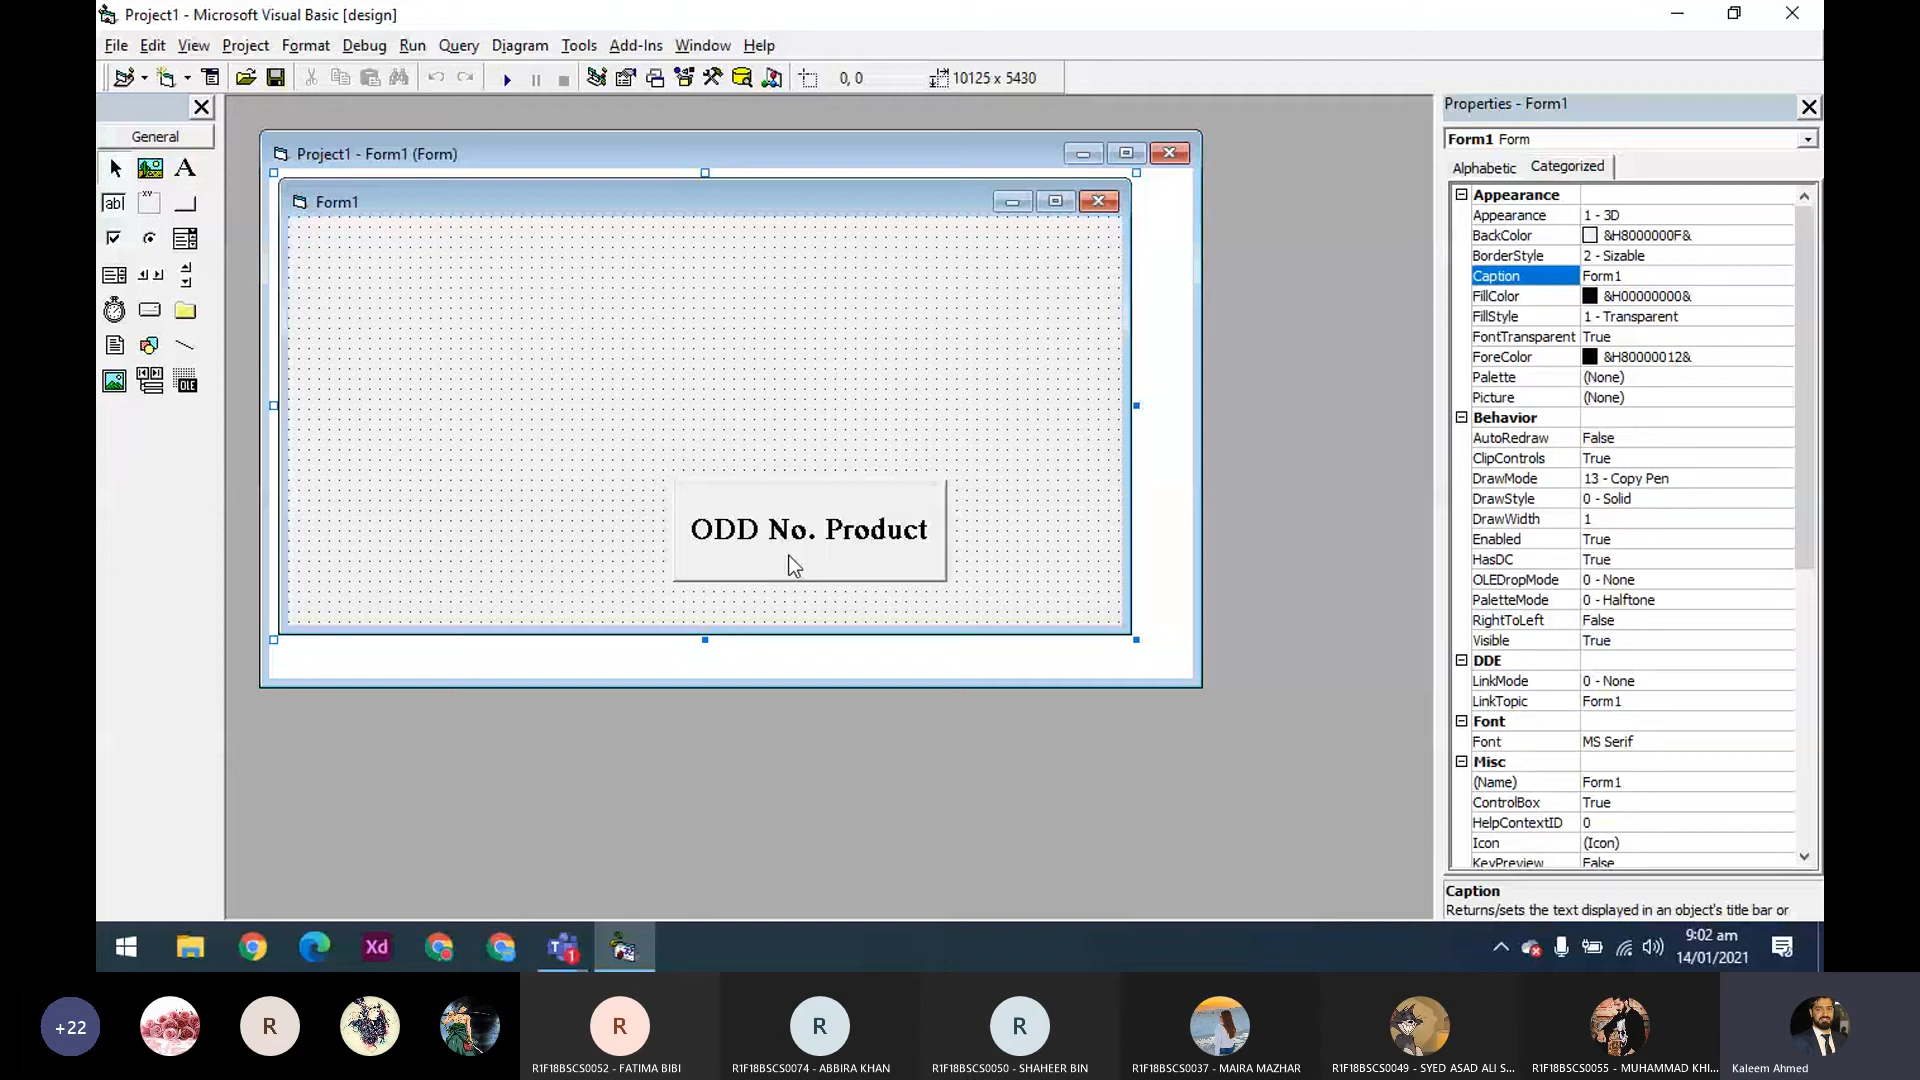 Project1 - Microsoft Visual Basic [design]
File Edit View Project Format Debug Run Query Diagram Tools Add-Ins Window Help
0, 0 10125 x 5430
General
Project1 - Form1 (Form)
Form1
ODD No. Product
Properties - Form1
Form1 Form
Alphabetic Categorized
Appearance
Appearance 1 - 3D
BackColor &H8000000F&
BorderStyle 2 - Sizable
Caption Form1
FillColor &H00000000&
FillStyle 1 - Transparent
FontTransparent True
ForeColor &H80000012&
Palette (None)
Picture (None)
Behavior
AutoRedraw False
ClipControls True
DrawMode 13 - Copy Pen
DrawStyle 0 - Solid
DrawWidth 1
Enabled True
HasDC True
OLEDropMode 0 - None
PaletteMode 0 - Halftone
RightToLeft False
Visible True
DDE
LinkMode 0 - None
LinkTopic Form1
Font
Font MS Serif
Misc
(Name) Form1
ControlBox True
HelpContextID 0
Icon (Icon)
KeyPreview False
Caption
Returns/sets the text displayed in an object's title bar or
A
abl
XY
OLE
Xd
T 1
9:02 am
14/01/2021
+22
R
R
R
R
R1F18BSCS0052 - FATIMA BIBI
R1F18BSCS0074 - ABBIRA KHAN
R1F18BSCS0050 - SHAHEER BIN
R1F18BSCS0037 - MAIRA MAZHAR
R1F18BSCS0049 - SYED ASAD ALI S...
R1F18BSCS0055 - MUHAMMAD KHI...
Kaleem Ahmed